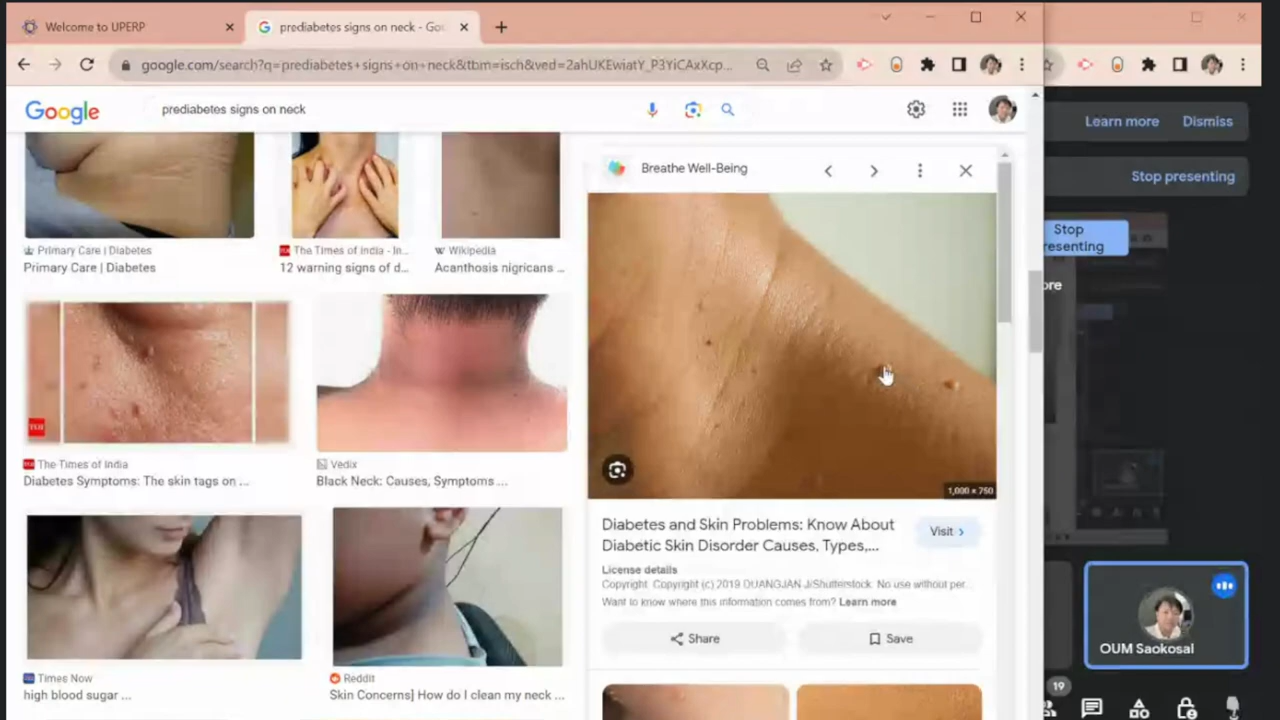 Welcome to UPERP
prediabetes signs on neck - Goo
google.com/search?q=prediabetes+signs+on+neck&tbm=isch&ved=2ahUKEwiatY_P3YiCAxXcp...
Google
prediabetes signs on neck
Learn more
Dismiss
Stop presenting
Stop
resenting
ore
Primary Care | Diabetes
Primary Care | Diabetes
The Times of India - In...
12 warning signs of d...
Wikipedia
Acanthosis nigricans ...
Breathe Well-Being
TOI
The Times of India
Diabetes Symptoms: The skin tags on ...
Vedix
Black Neck: Causes, Symptoms ...
1,000 × 750
Diabetes and Skin Problems: Know About
Diabetic Skin Disorder Causes, Types,...
Visit
License details
Copyright: Copyright (c) 2019 DUANGJAN J/Shutterstock. No use without per...
Want to know where this information comes from? Learn more
Share
Save
Times Now
high blood sugar ...
Reddit
Skin Concerns] How do I clean my neck ...
OUM Saokosal
19